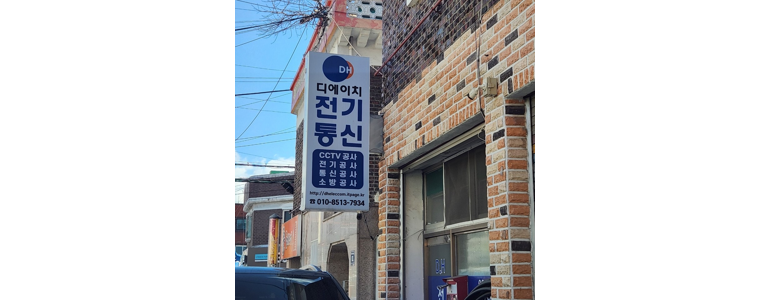 DH
디에이치
전기
통신
CCTV공사
전기공사
통신공사
소방공사
http://dheleccom.itpage.kr
☎ 010-8513-7934